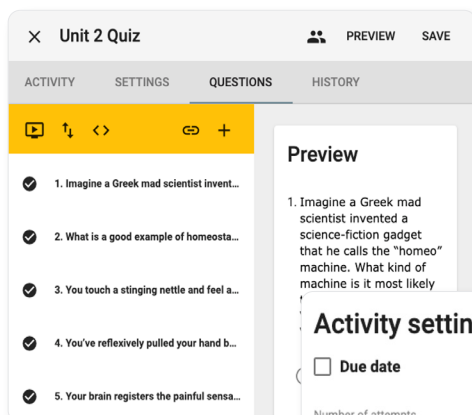 Unit 2 Quiz
PREVIEW
SAVE
ACTIVITY
SETTINGS
QUESTIONS
HISTORY
1. Imagine a Greek mad scientist invent...
2. What is a good example of homeosta...
3. You touch a stinging nettle and feel a...
4. You've reflexively pulled your hand b...
5. Your brain registers the painful sensa...
Preview
1. Imagine a Greek mad
scientist invented a
science-fiction gadget
that he calls the “homeo”
machine. What kind of
machine is it most likely
Activity settin
Due date
Number of attempts